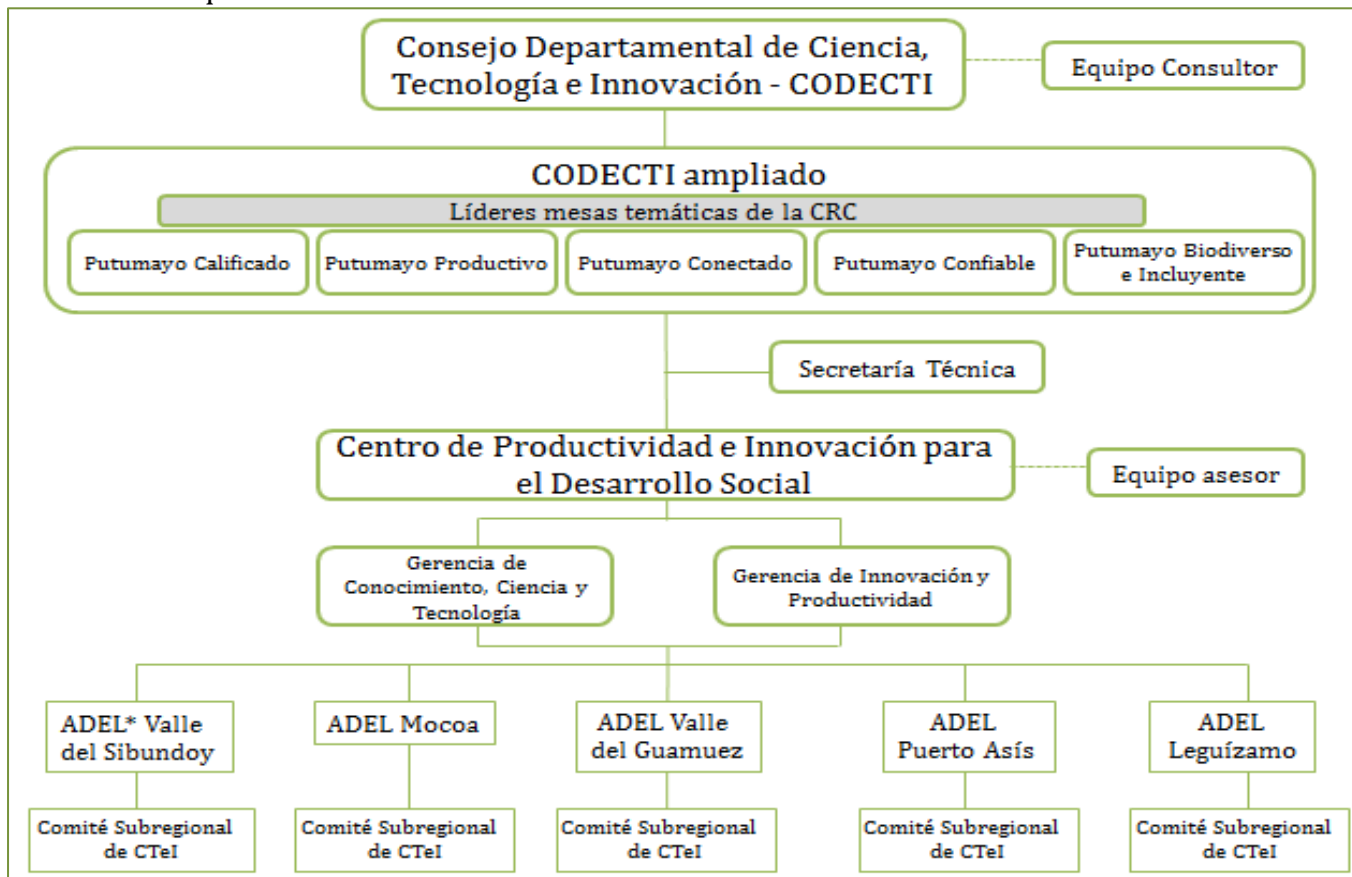 Consejo Departamental de Ciencia,
Tecnología e Innovación - CODECTI
Equipo Consultor
CODECTI ampliado
Líderes mesas temáticas de la CRC
Putumayo Calificado
Putumayo Productivo
Putumayo Conectado
Putumayo Confiable
Putumayo Biodiverso
e Incluyente
Secretaría Técnica
Centro de Productividad e Innovación para
el Desarrollo Social
Equipo asesor
Gerencia de
Conocimiento, Ciencia y
Tecnología
Gerencia de Innovación y
Productividad
ADEL* Valle
del Sibundoy
ADEL Mocoa
ADEL Valle
del Guamuez
ADEL
Puerto Asís
ADEL
Leguízamo
Comité Subregional
de CTeI
Comité Subregional
de CTeI
Comité Subregional
de CTeI
Comité Subregional
de CTeI
Comité Subregional
de CTeI